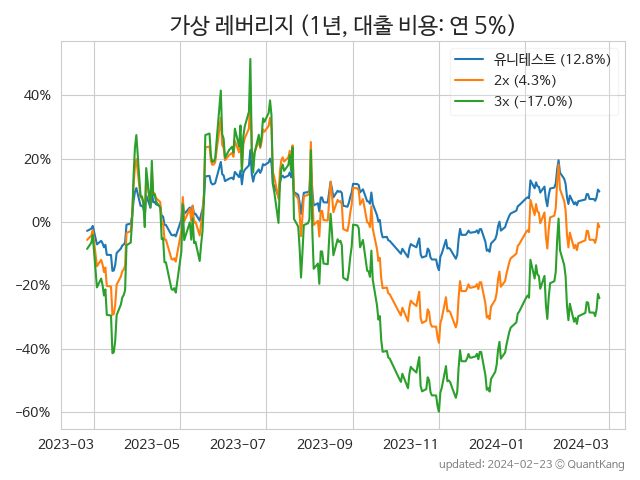 가상 레버리지 (1년, 대출 비용: 연 5%)
유니테스트 (12.8%)
2x (4.3%)
3x (−17.0%)
40%
20%
0%
−20%
−40%
−60%
2023-03 2023-05 2023-07 2023-09 2023-11 2024-01 2024-03
updated: 2024-02-23 © QuantKang